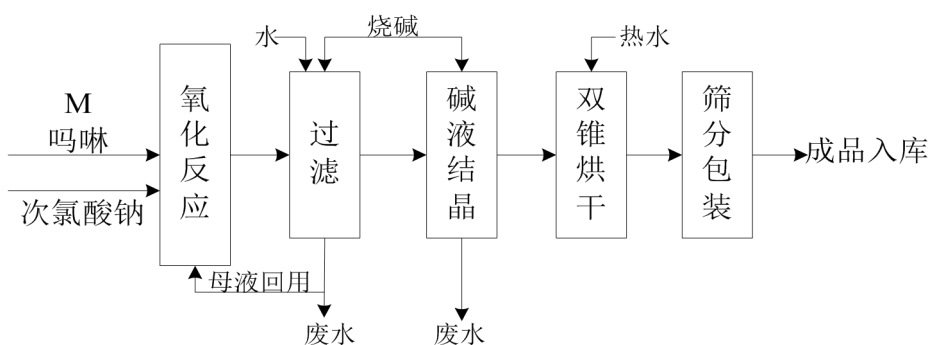 M
吗啉
次氯酸钠
氧化反应
水
烧碱
过滤
母液回用
废水
碱液结晶
废水
热水
双锥烘干
筛分包装
成品入库